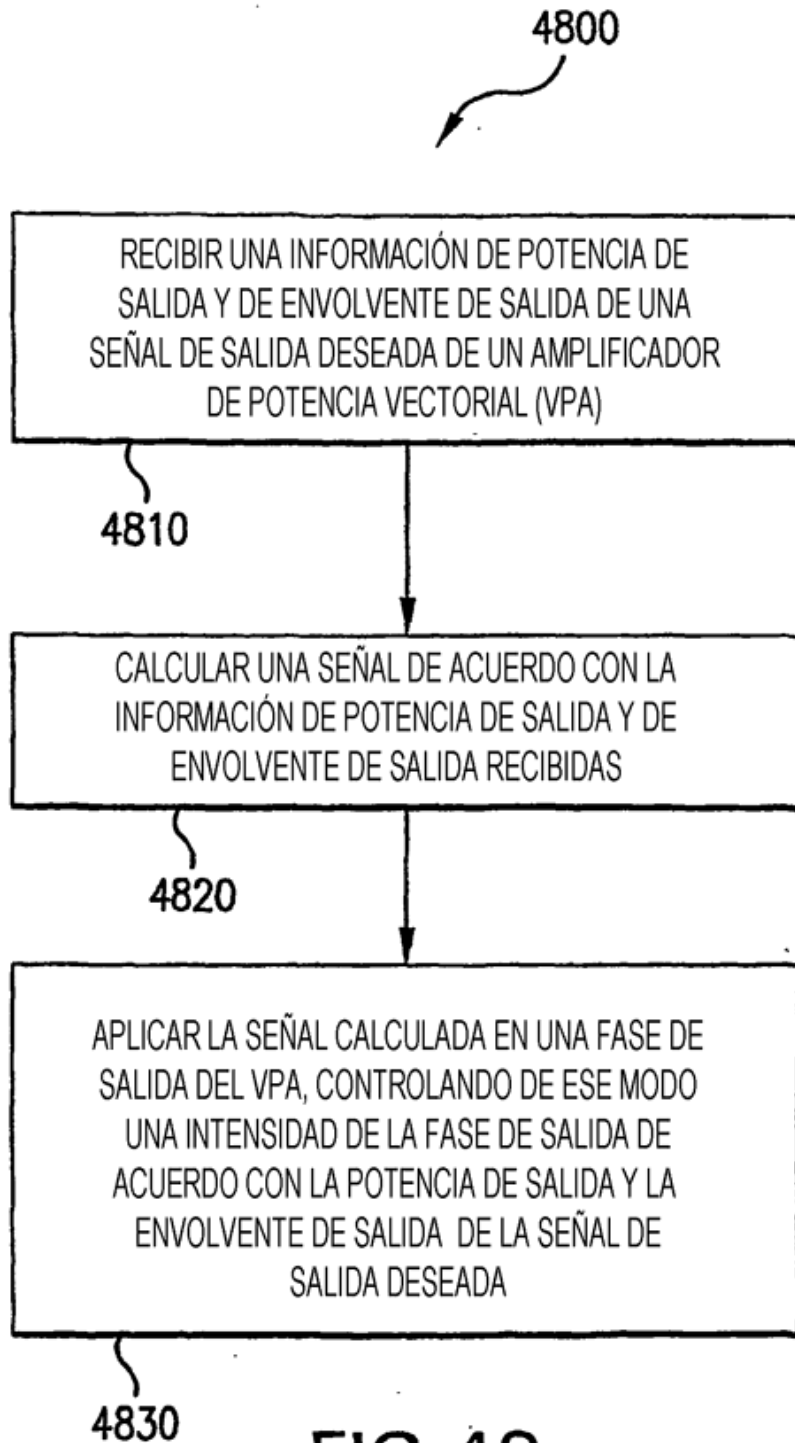 4800
RECIBIR UNA INFORMACIÓN DE POTENCIA DE
SALIDA Y DE ENVOLVENTE DE SALIDA DE UNA
SEÑAL DE SALIDA DESEADA DE UN AMPLIFICADOR
DE POTENCIA VECTORIAL (VPA)
4810
CALCULAR UNA SEÑAL DE ACUERDO CON LA
INFORMACIÓN DE POTENCIA DE SALIDA Y DE
ENVOLVENTE DE SALIDA RECIBIDAS
4820
APLICAR LA SEÑAL CALCULADA EN UNA FASE DE
SALIDA DEL VPA, CONTROLANDO DE ESE MODO
UNA INTENSIDAD DE LA FASE DE SALIDA DE
ACUERDO CON LA POTENCIA DE SALIDA Y LA
ENVOLVENTE DE SALIDA DE LA SEÑAL DE
SALIDA DESEADA
4830